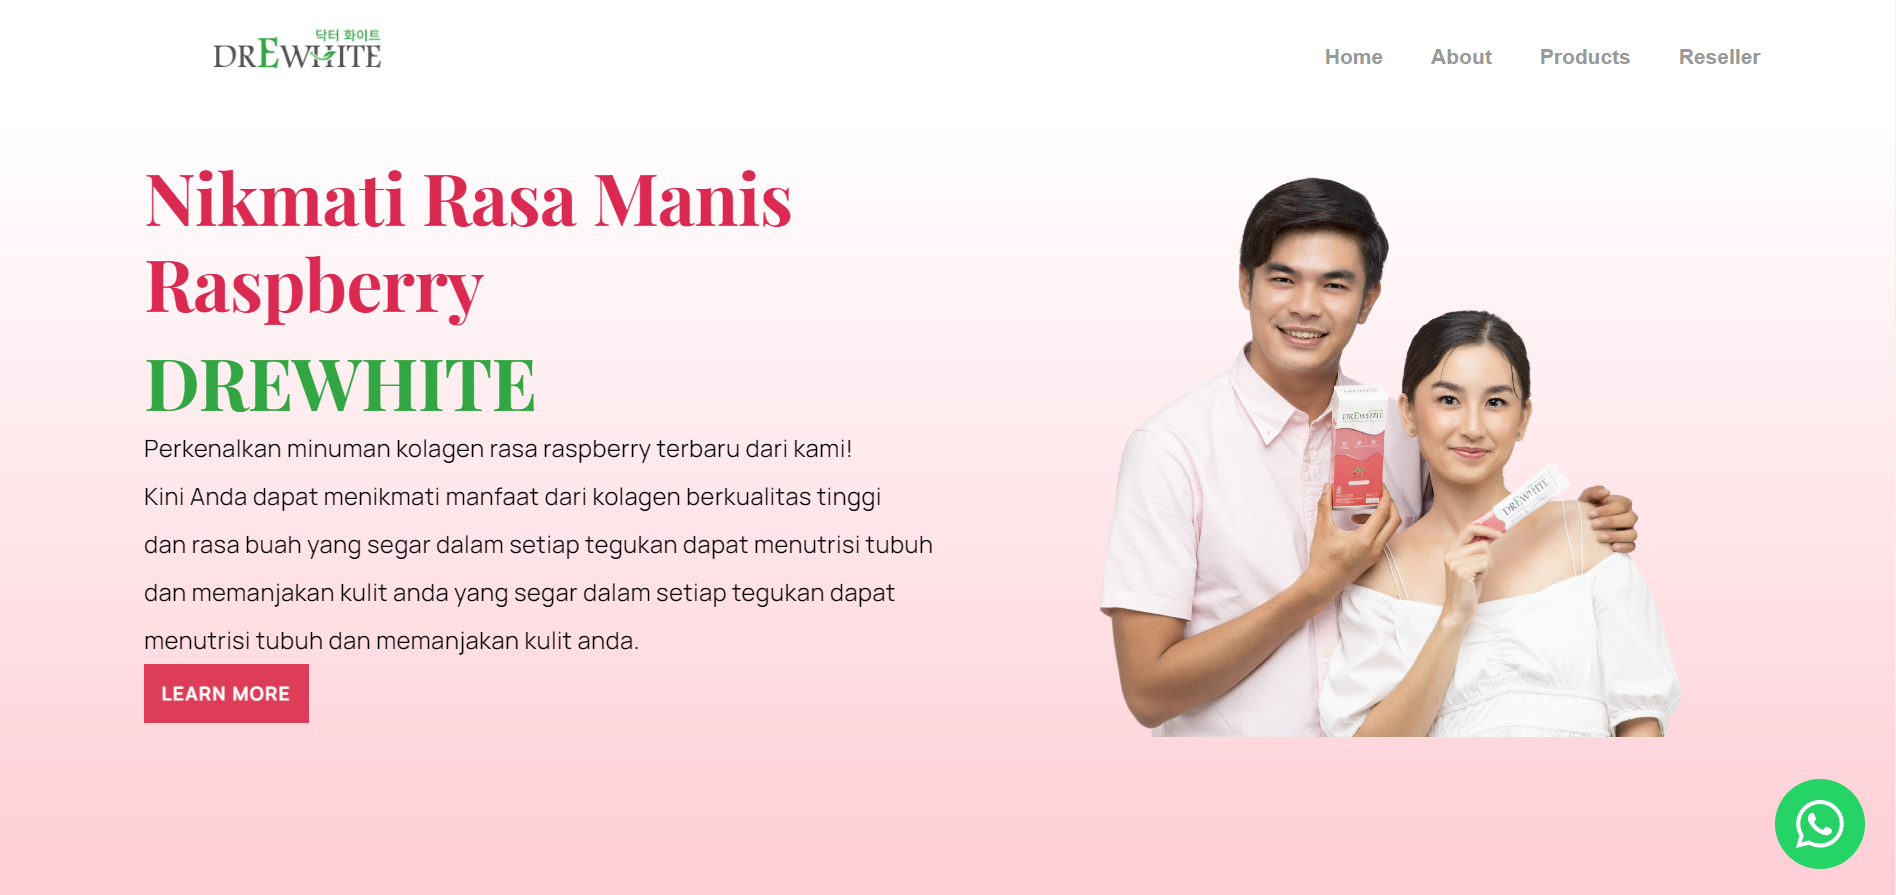 닥터 화이트
DREWHITE
Home About Products Reseller
Nikmati Rasa Manis
Raspberry
DREWHITE
Perkenalkan minuman kolagen rasa raspberry terbaru dari kami!
Kini Anda dapat menikmati manfaat dari kolagen berkualitas tinggi
dan rasa buah yang segar dalam setiap tegukan dapat menutrisi tubuh
dan memanjakan kulit anda yang segar dalam setiap tegukan dapat
menutrisi tubuh dan memanjakan kulit anda.
LEARN MORE
DREWHITE
DREWHITE